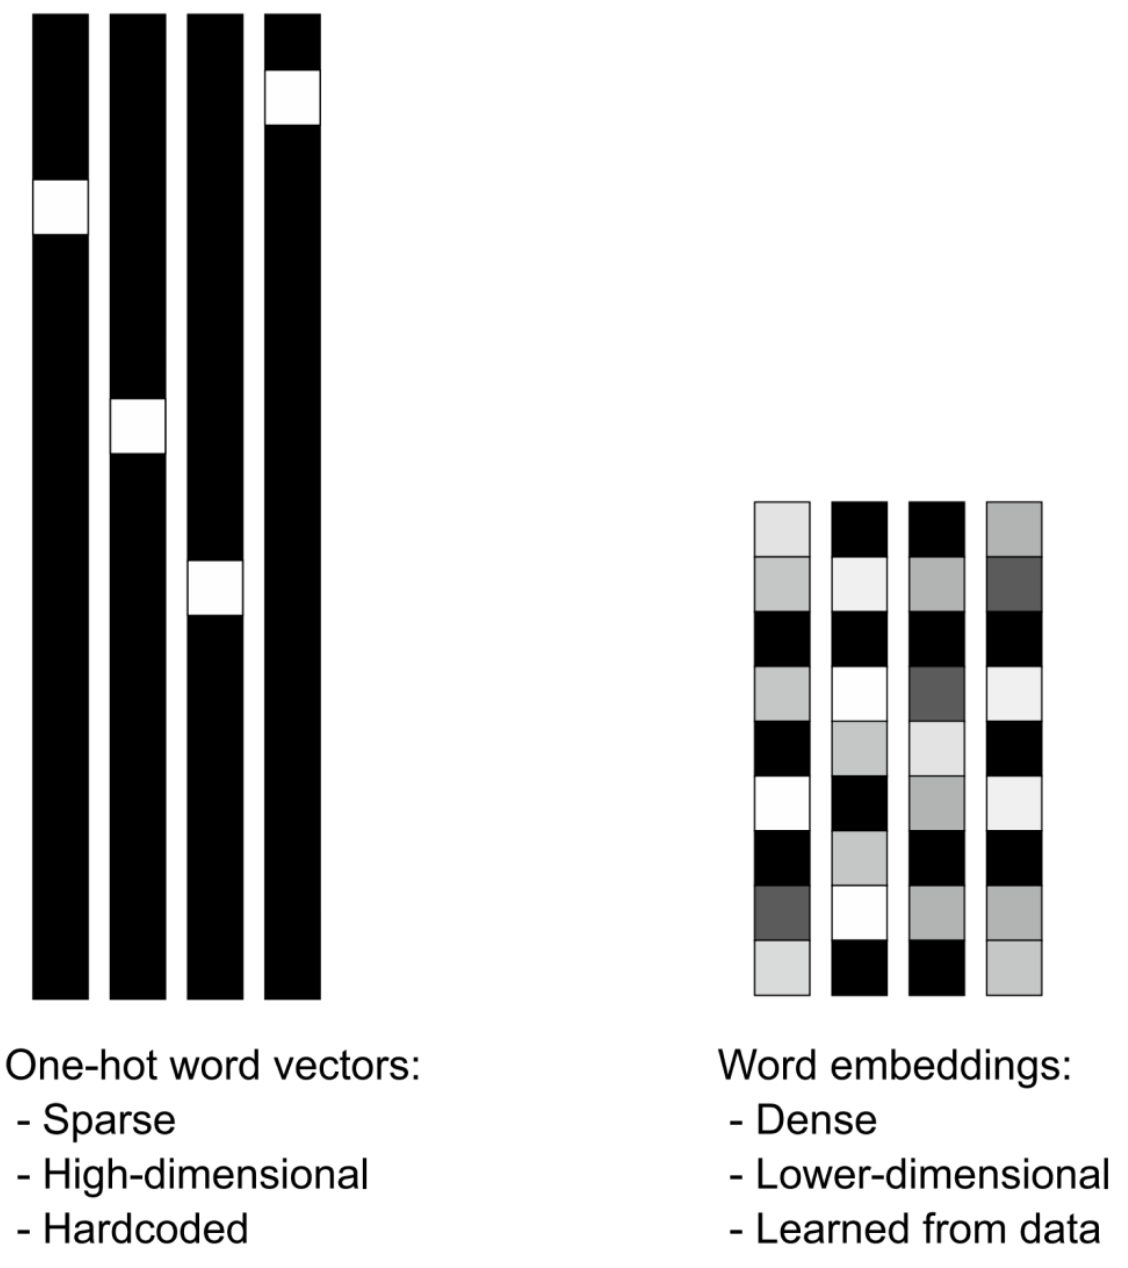 One-hot word vectors:
- Sparse
- High-dimensional
- Hardcoded
Word embeddings:
- Dense
- Lower-dimensional
- Learned from data